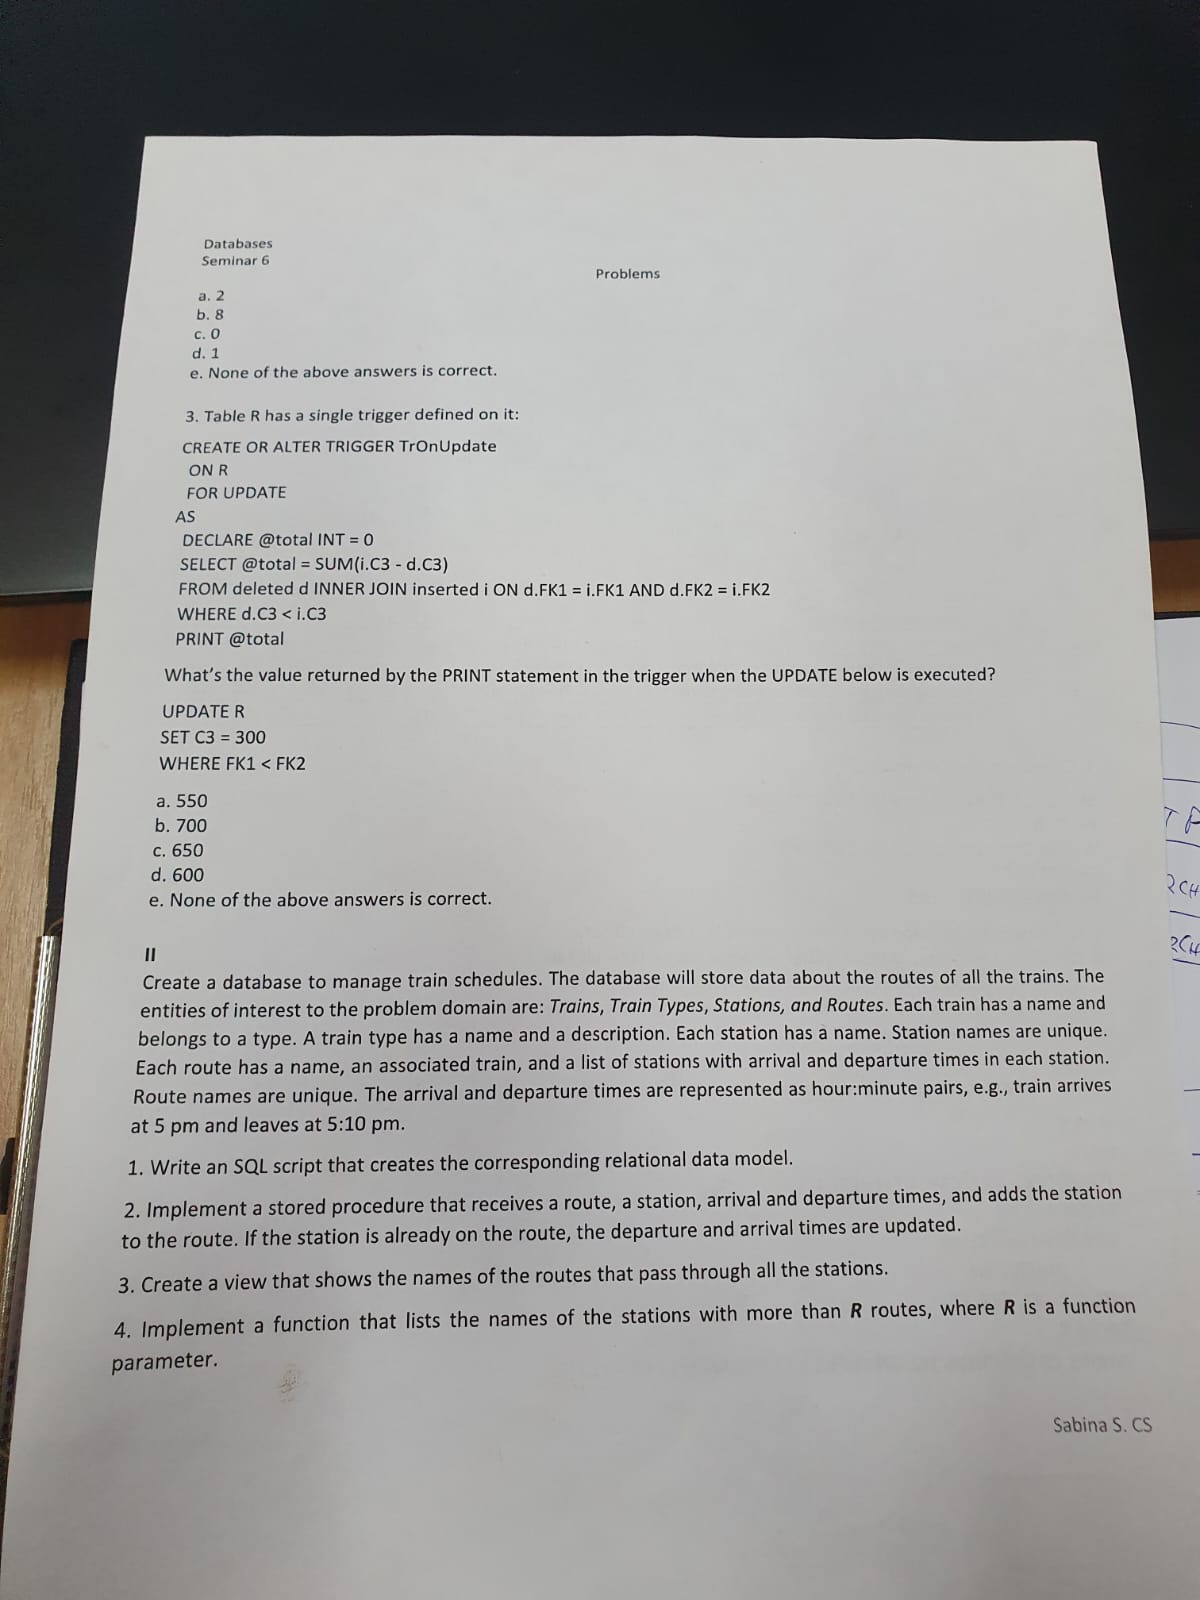 Databases
Seminar 6
Problems
a. 2
b. 8
c. 0
d. 1
e. None of the above answers is correct.
3. Table R has a single trigger defined on it:
CREATE OR ALTER TRIGGER TrOnUpdate
ON R
FOR UPDATE
AS
DECLARE @total INT = 0
SELECT @total = SUM(i.C3 - d.C3)
FROM deleted d INNER JOIN inserted i ON d.FK1 = i.FK1 AND d.FK2 = i.FK2
WHERE d.C3 < i.C3
PRINT @total
What's the value returned by the PRINT statement in the trigger when the UPDATE below is executed?
UPDATE R
SET C3 = 300
WHERE FK1 < FK2
a. 550
b. 700
c. 650
d. 600
e. None of the above answers is correct.
II
Create a database to manage train schedules. The database will store data about the routes of all the trains. The
entities of interest to the problem domain are: Trains, Train Types, Stations, and Routes. Each train has a name and
belongs to a type. A train type has a name and a description. Each station has a name. Station names are unique.
Each route has a name, an associated train, and a list of stations with arrival and departure times in each station.
Route names are unique. The arrival and departure times are represented as hour:minute pairs, e.g., train arrives
at 5 pm and leaves at 5:10 pm.
1. Write an SQL script that creates the corresponding relational data model.
2. Implement a stored procedure that receives a route, a station, arrival and departure times, and adds the station
to the route. If the station is already on the route, the departure and arrival times are updated.
3. Create a view that shows the names of the routes that pass through all the stations.
4. Implement a function that lists the names of the stations with more than R routes, where R is a function
parameter.
Sabina S. CS